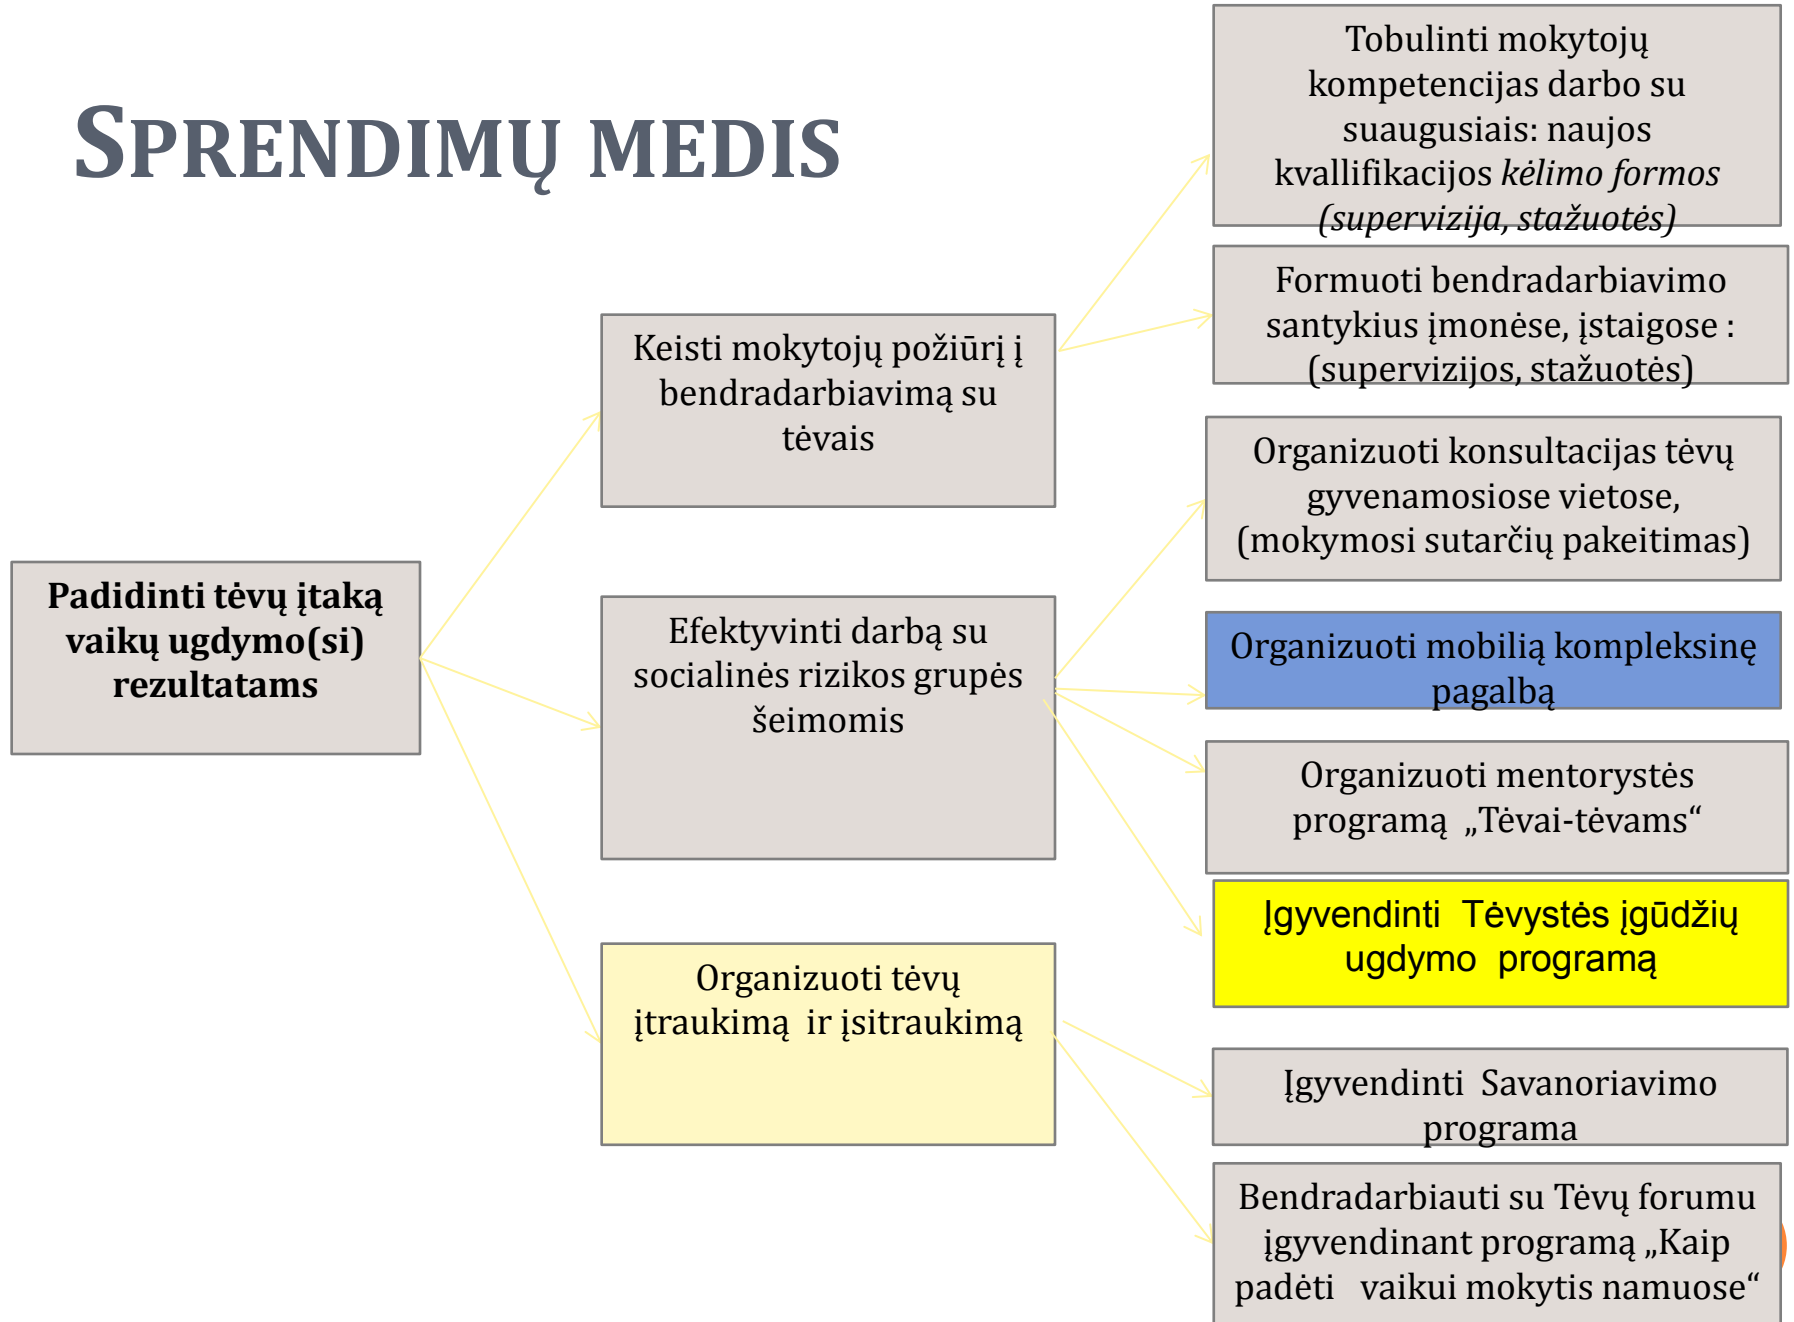 SPRENDIMŲ MEDIS
Padidinti tėvų įtaką
vaikų ugdymo(si)
rezultatams
Keisti mokytojų požiūrį į
bendradarbiavimą su
tėvais
Efektyvinti darbą su
socialinės rizikos grupės
šeimomis
Organizuoti tėvų
įtraukimą ir įsitraukimą
Tobulinti mokytojų
kompetencijas darbo su
suaugusiais: naujos
kvallifikacijos kėlimo formos
(supervizija, stažuotės)
Formuoti bendradarbiavimo
santykius įmonėse, įstaigose :
(supervizijos, stažuotės)
Organizuoti konsultacijas tėvų
gyvenamosiose vietose,
(mokymosi sutarčių pakeitimas)
Organizuoti mobilią kompleksinę
pagalbą
Organizuoti mentorystės
programą „Tėvai-tėvams“
Įgyvendinti Tėvystės įgūdžių
ugdymo programą
Įgyvendinti Savanoriavimo
programa
Bendradarbiauti su Tėvų forumu
įgyvendinant programą „Kaip
padėti vaikui mokytis namuose“